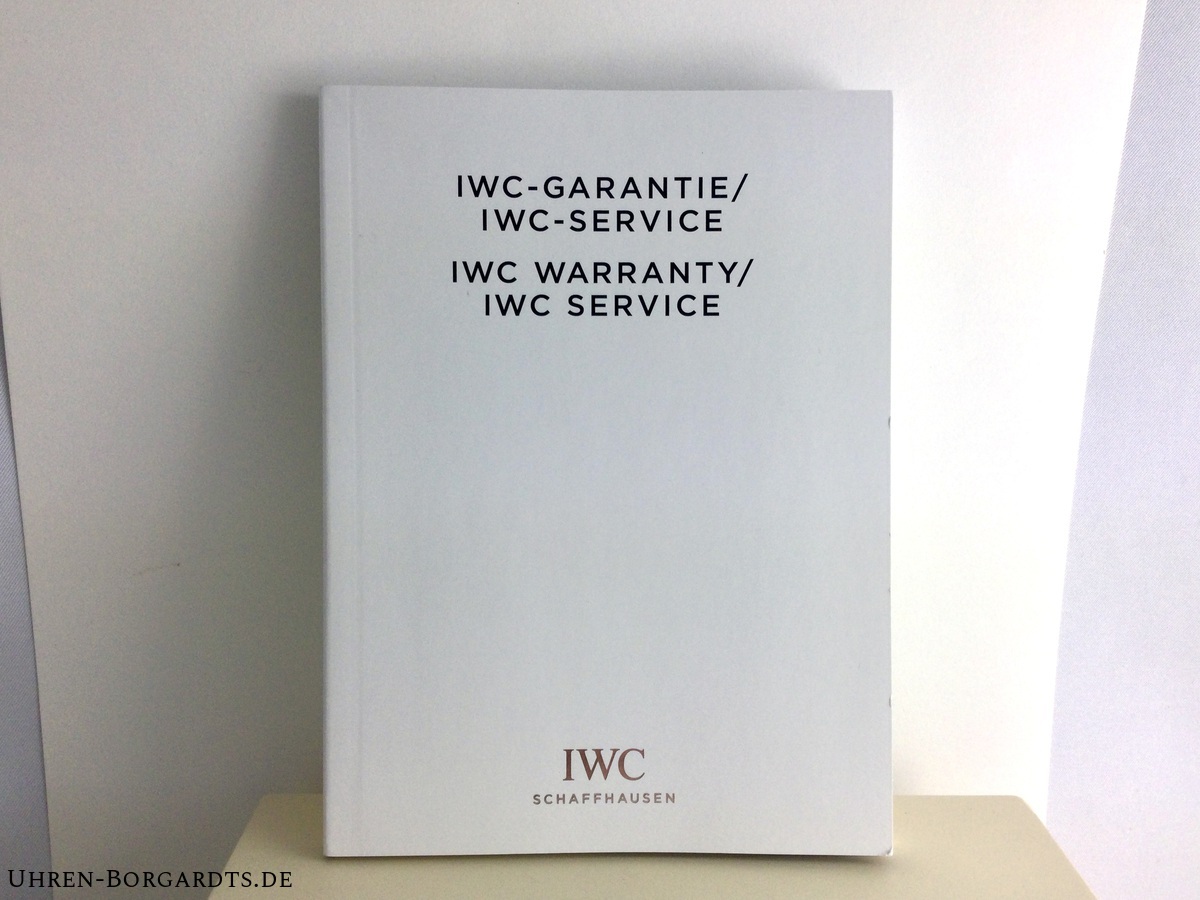 IWC-GARANTIE/
IWC-SERVICE
IWC WARRANTY/
IWC SERVICE
IWC
SCHAFFHAUSEN
UHREN-BORGARDTS.DE